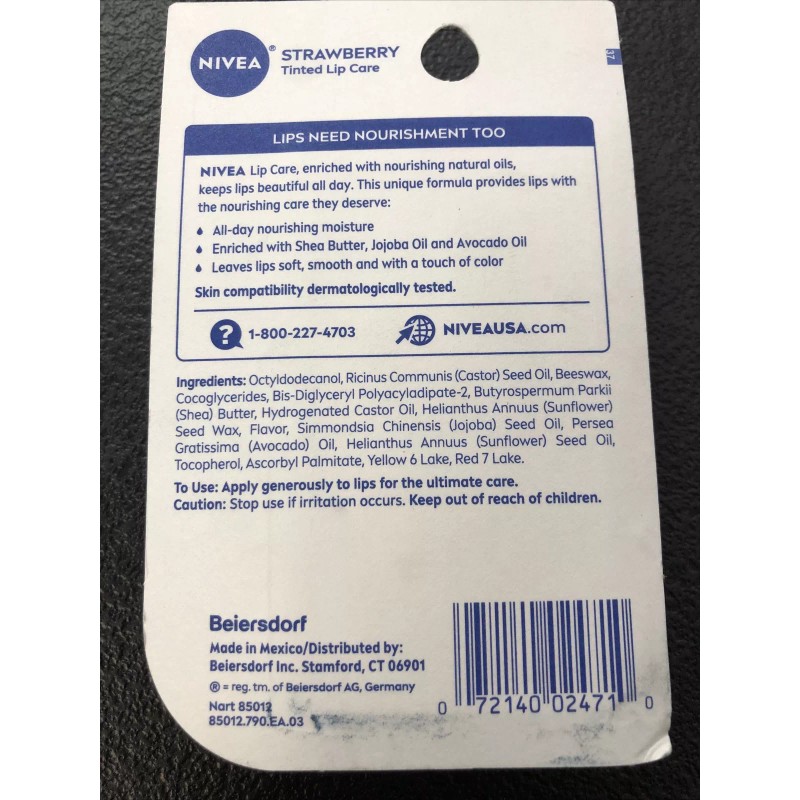 NIVEA® STRAWBERRY
Tinted Lip Care
37
LIPS NEED NOURISHMENT TOO
NIVEA Lip Care, enriched with nourishing natural oils,
keeps lips beautiful all day. This unique formula provides lips with
the nourishing care they deserve:
All-day nourishing moisture
Enriched with Shea Butter, Jojoba Oil and Avocado Oil
Leaves lips soft, smooth and with a touch of color
Skin compatibility dermatologically tested.
? 1-800-227-4703 NIVEAUSA.com
Ingredients: Octyldodecanol, Ricinus Communis (Castor) Seed Oil, Beeswax,
Cocoglycerides, Bis-Diglyceryl Polyacyladipate-2, Butyrospermum Parkii
(Shea) Butter, Hydrogenated Castor Oil, Helianthus Annuus (Sunflower)
Seed Wax, Flavor, Simmondsia Chinensis (Jojoba) Seed Oil, Persea
Gratissima (Avocado) Oil, Helianthus Annuus (Sunflower) Seed Oil,
Tocopherol, Ascorbyl Palmitate, Yellow 6 Lake, Red 7 Lake.
To Use: Apply generously to lips for the ultimate care.
Caution: Stop use if irritation occurs. Keep out of reach of children.
Beiersdorf
Made in Mexico/Distributed by:
Beiersdorf Inc. Stamford, CT 06901
® = reg. tm. of Beiersdorf AG, Germany
Nart 85012
85012.790.EA.03
0 72140 02471 0